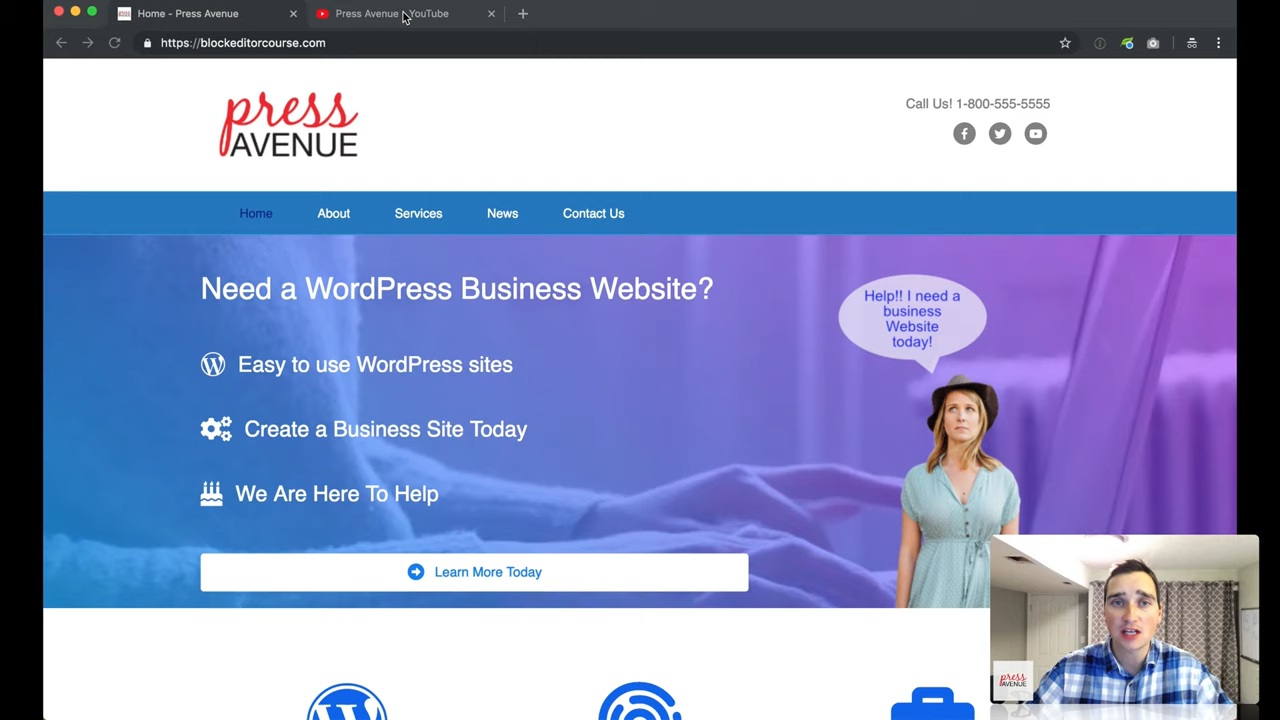 Home - Press Avenue
Press Avenue - YouTube
https://blockeditorcourse.com
press
AVENUE
Call Us! 1-800-555-5555
Home
About
Services
News
Contact Us
Need a WordPress Business Website?
Easy to use WordPress sites
Create a Business Site Today
We Are Here To Help
Learn More Today
Help!! I need a
business
Website
today!
press
AVENUE